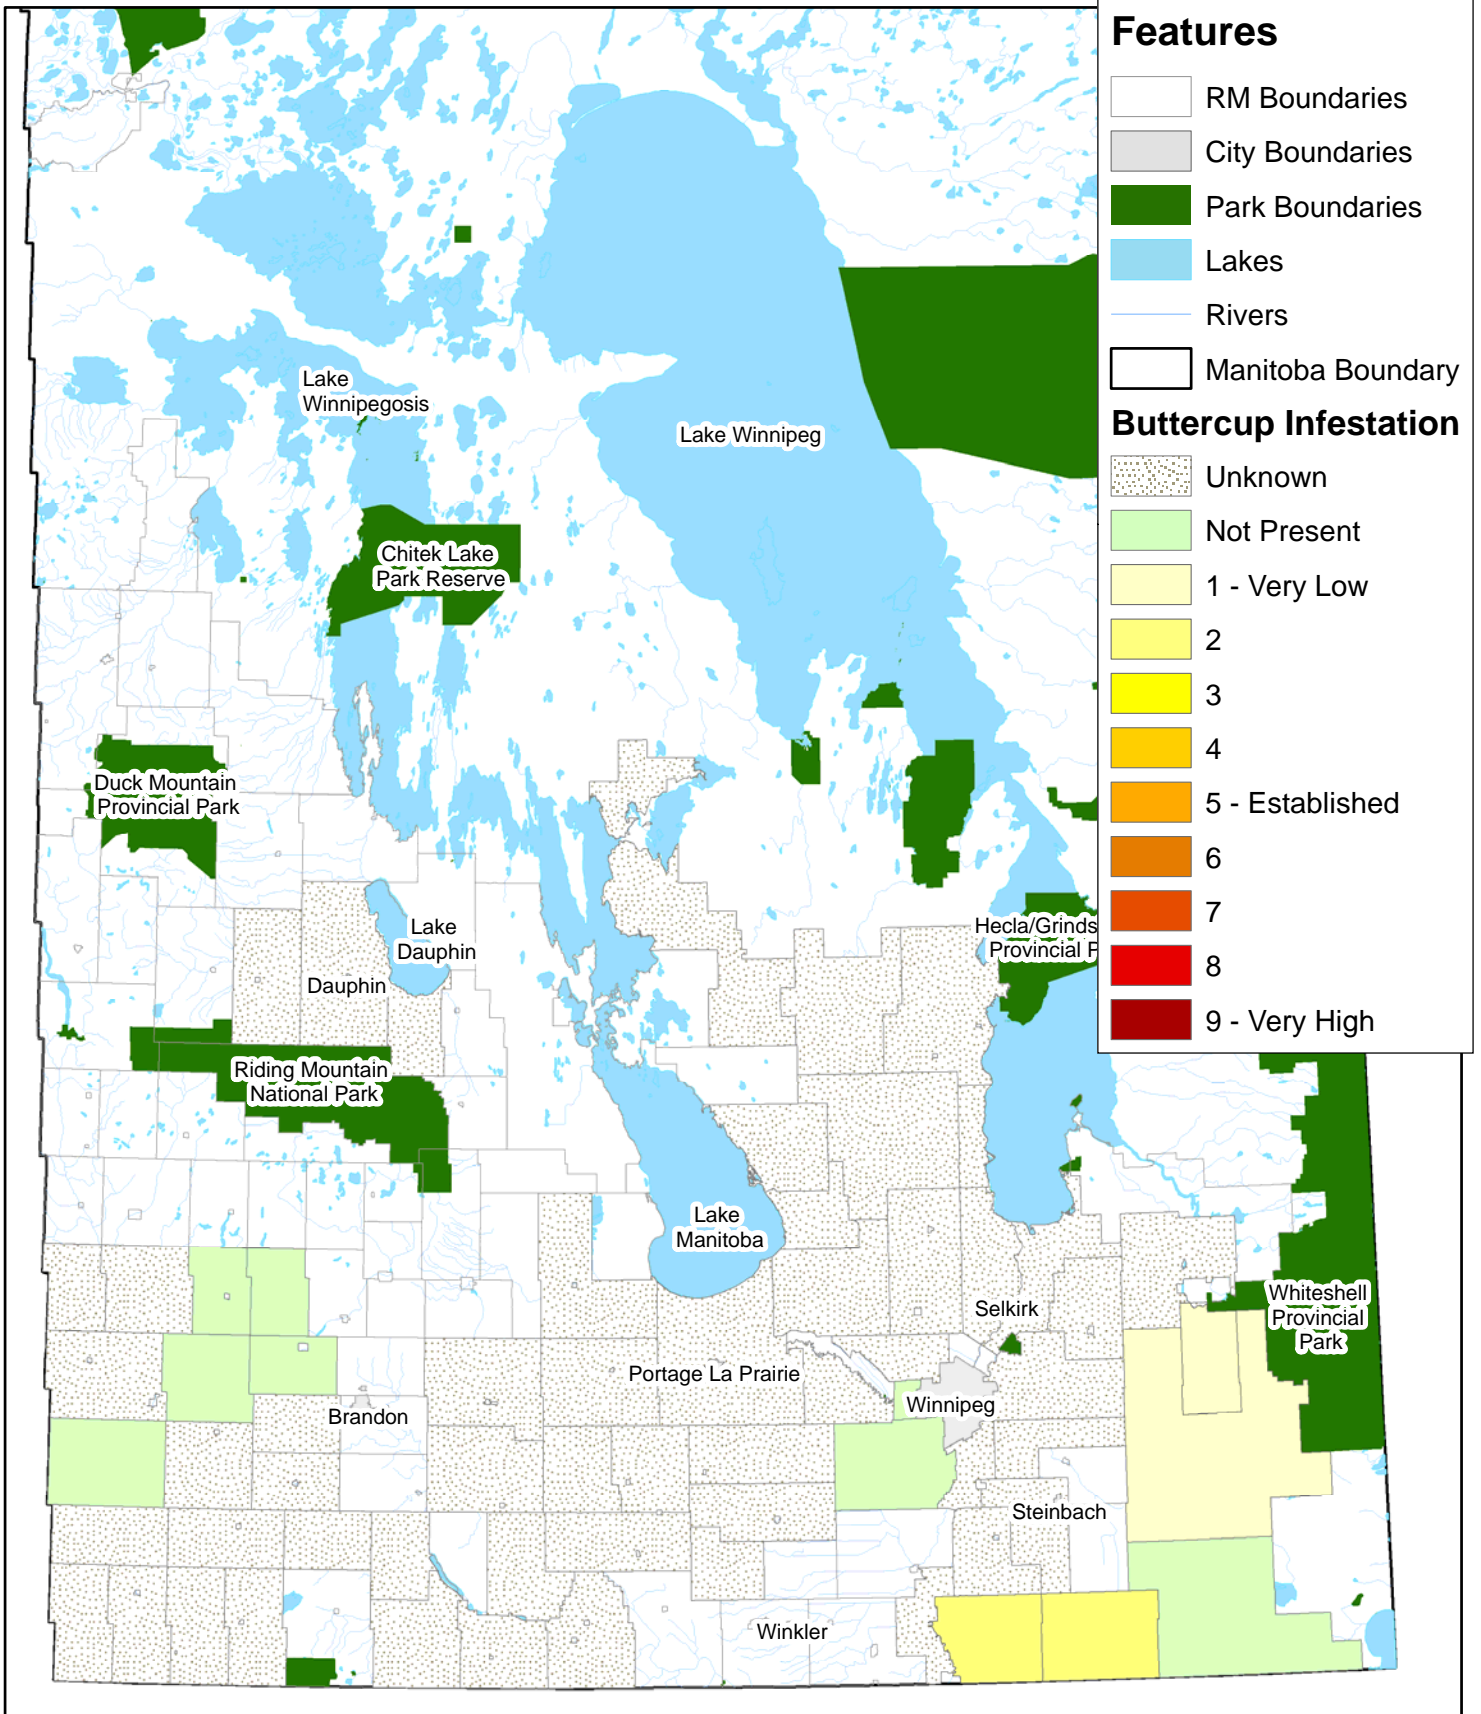 Features
RM Boundaries
City Boundaries
Park Boundaries
Lakes
Rivers
Manitoba Boundary
Buttercup Infestation
Unknown
Not Present
1 - Very Low
2
3
4
5 - Established
6
7
8
9 - Very High
Lake
Winnipegosis
Lake Winnipeg
Chitek Lake
Park Reserve
Duck Mountain
Provincial Park
Lake
Dauphin
Dauphin
Hecla/Grinds
Provincial P
Riding Mountain
National Park
Lake
Manitoba
Selkirk
Whiteshell
Provincial
Park
Portage La Prairie
Winnipeg
Brandon
Steinbach
Winkler